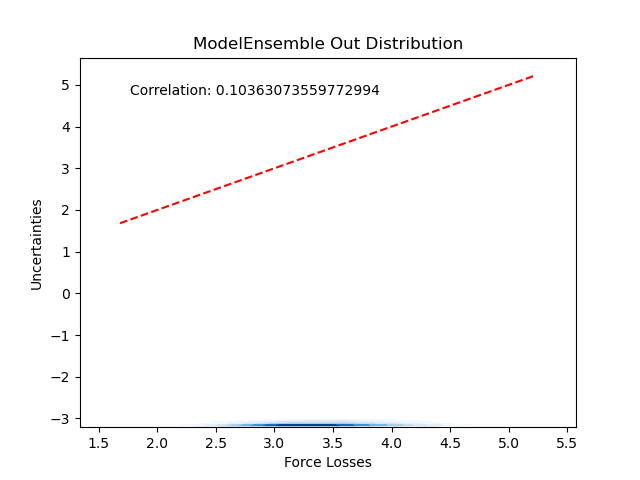 ModelEnsemble Out Distribution
Correlation: 0.10363073559772994
Uncertainties
5
4
3
2
1
0
−1
−2
−3
1.5 2.0 2.5 3.0 3.5 4.0 4.5 5.0 5.5
Force Losses